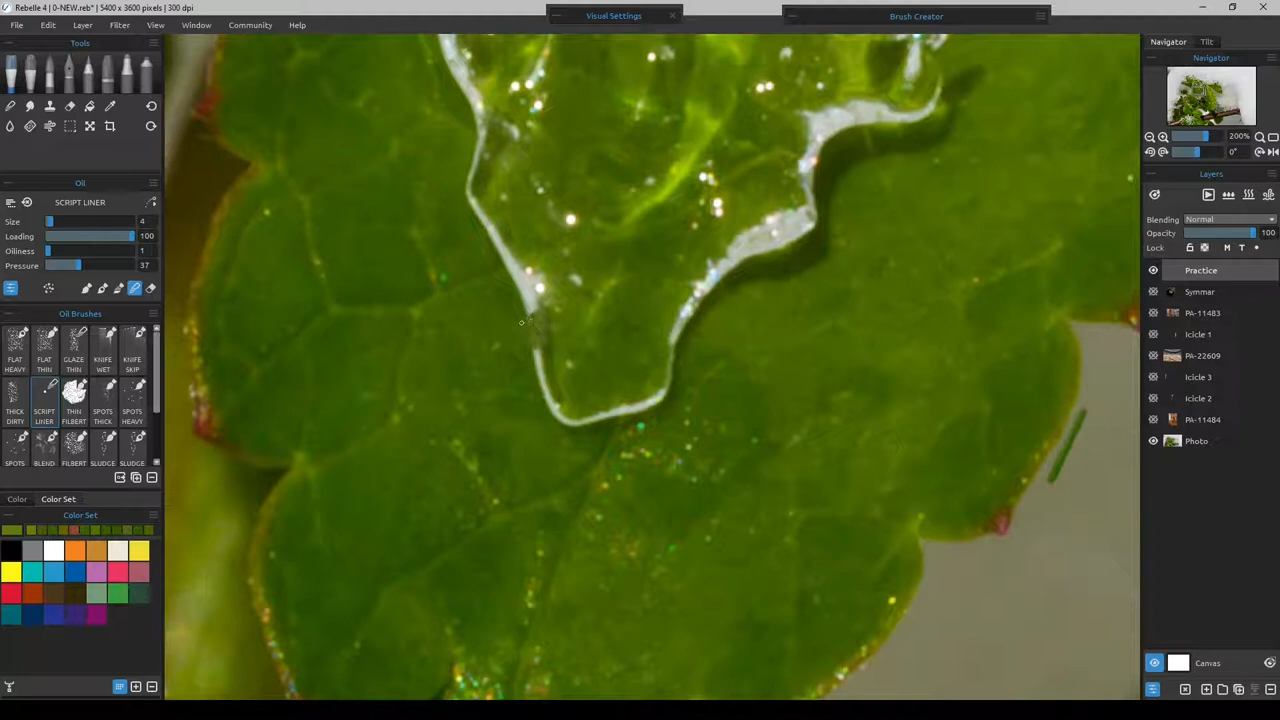 Rebelle 4 | 0-NEW.reb* | 5400 x 3600 pixels | 300 dpi
Visual Settings
Brush Creator
File Edit Layer Filter View Window Community Help
Tools
Oil
SCRIPT LINER
Size 4
Loading 100
Oiliness 1
Pressure 37
Oil Brushes
FLAT HEAVY
FLAT THIN
GLAZE THIN
KNIFE WET
KNIFE SKIP
THICK DIRTY
SCRIPT LINER
THIN FILBERT
SPOTS THICK
SPOTS HEAVY
SPOTS
BLEND
FILBERT
SLUDGE
SLUDGE
Color Color Set
Color Set
Navigator Tilt
Navigator
200%
0°
Layers
Blending Normal
Opacity 100
Lock M T
Practice
Symmar
PA-11483
Icicle 1
PA-22609
Icicle 3
Icicle 2
PA-11484
Photo
Canvas